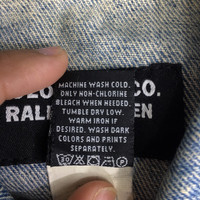 MACHINE WASH COLD.
ONLY NON-CHLORINE
BLEACH WHEN NEEDED.
TUMBLE DRY LOW.
WARM IRON IF
DESIRED. WASH DARK
COLORS AND PRINTS
SEPARATELY.
CO.